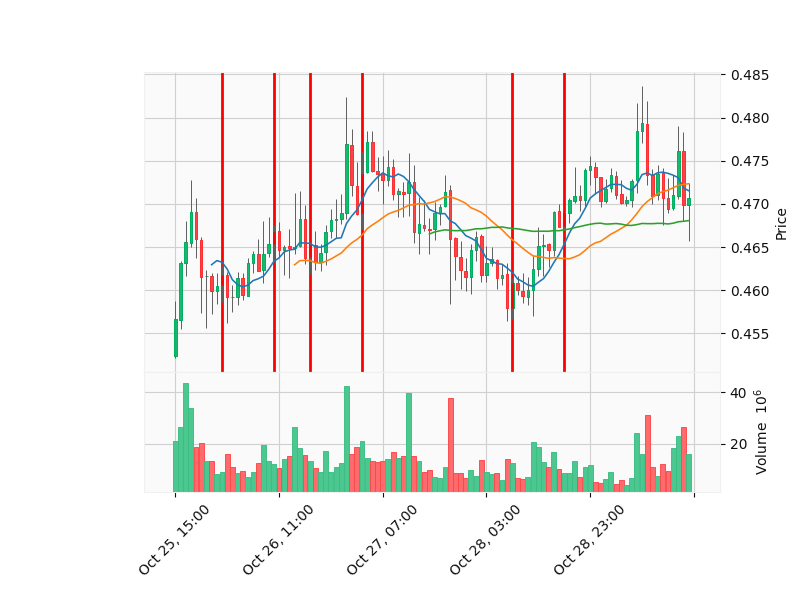 0.485
0.480
0.475
0.470
0.465
0.460
0.455
Price
40
20
Volume 10⁶
Oct 25, 15:00
Oct 26, 11:00
Oct 27, 07:00
Oct 28, 03:00
Oct 28, 23:00